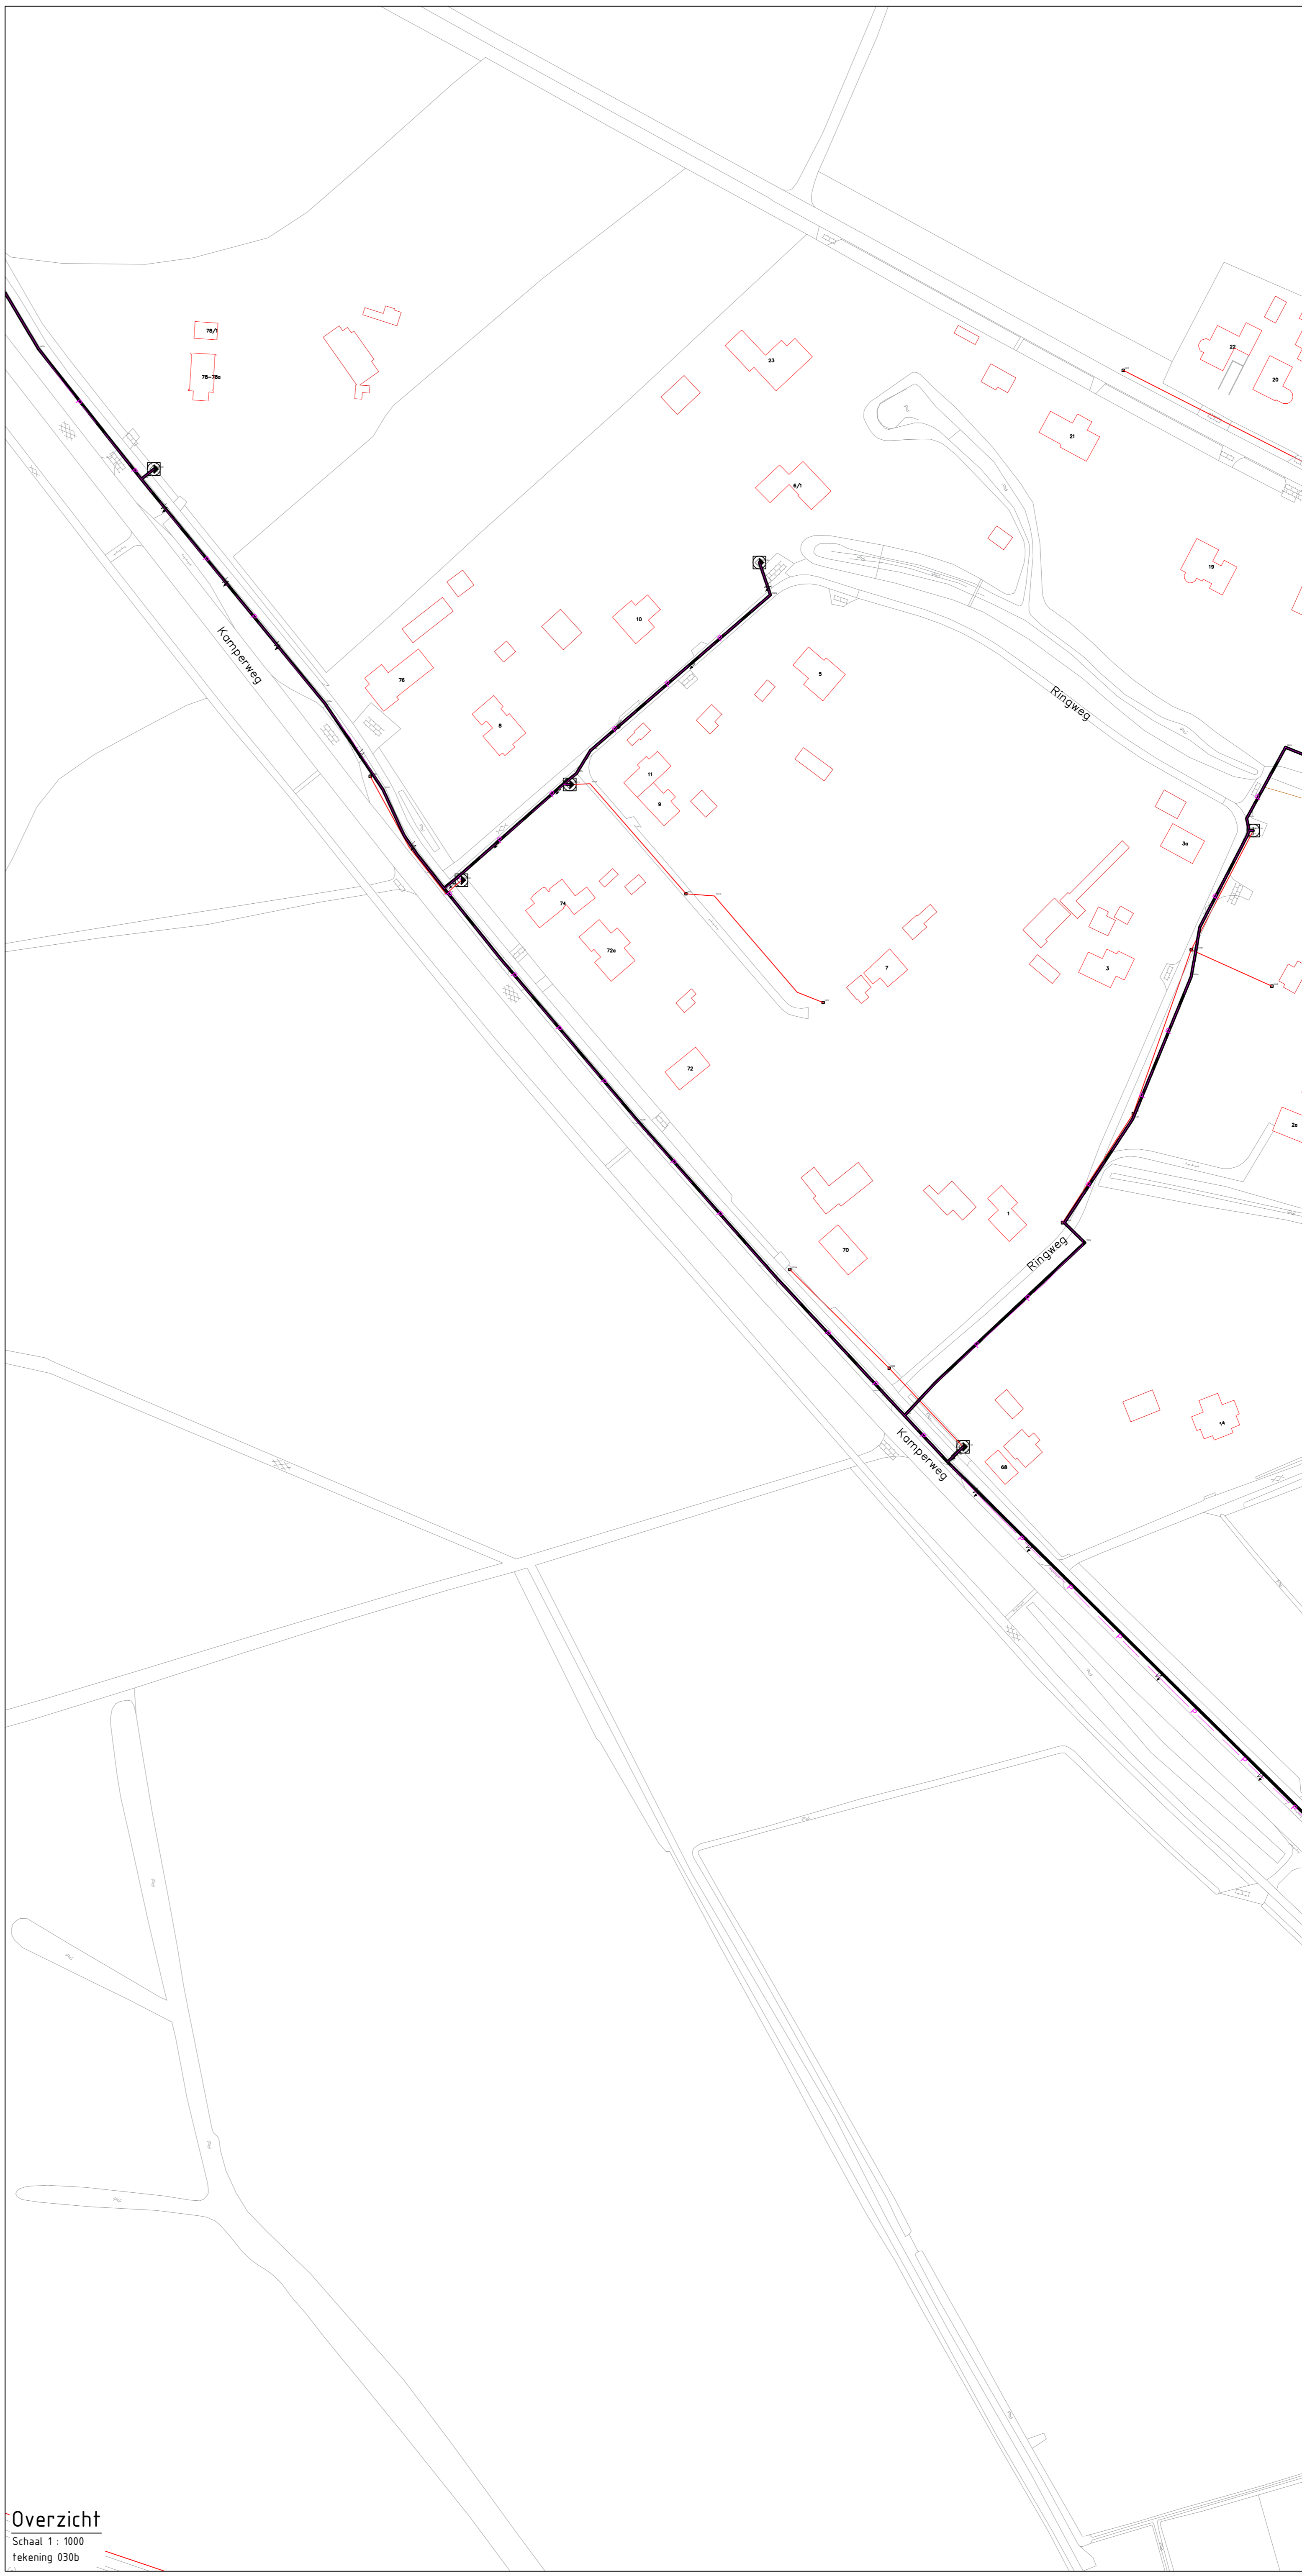 22
20
78/1
23
78-78a
21
6/1
19
10
Kamperweg
5
76
Ringweg
8
11
9
3a
74
72a
7
3
72
2a
1
70
Ringweg
14
Kamperweg
68
Overzicht
Schaal 1 : 1000
tekening 030b